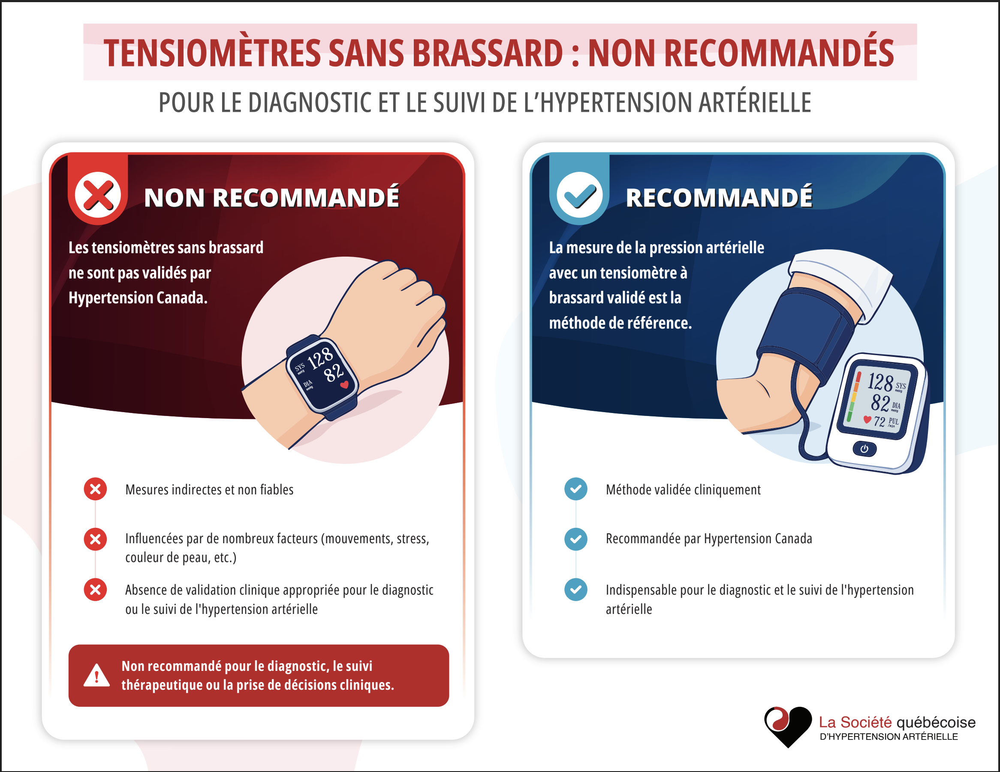 TENSIOMÈTRES SANS BRASSARD : NON RECOMMANDÉS
POUR LE DIAGNOSTIC ET LE SUIVI DE L’HYPERTENSION ARTÉRIELLE
NON RECOMMANDÉ
Les tensiomètres sans brassard
ne sont pas validés par
Hypertension Canada.
SYS 128
mmHg
DIA 82
mmHg
Mesures indirectes et non fiables
Influencées par de nombreux facteurs (mouvements, stress,
couleur de peau, etc.)
Absence de validation clinique appropriée pour le diagnostic
ou le suivi de l'hypertension artérielle
Non recommandé pour le diagnostic, le suivi
thérapeutique ou la prise de décisions cliniques.
RECOMMANDÉ
La mesure de la pression artérielle
avec un tensiomètre à
brassard validé est la
méthode de référence.
128 SYS
mmHg
82 DIA
mmHg
72 PUL
/min
Méthode validée cliniquement
Recommandée par Hypertension Canada
Indispensable pour le diagnostic et le suivi de l'hypertension
artérielle
La Société québécoise
D'HYPERTENSION ARTÉRIELLE